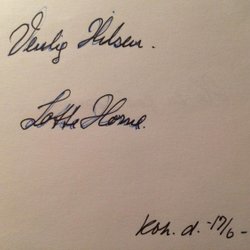 Venlig Hilsen.
Lotte Horne.
Kbh. d. -17/6-